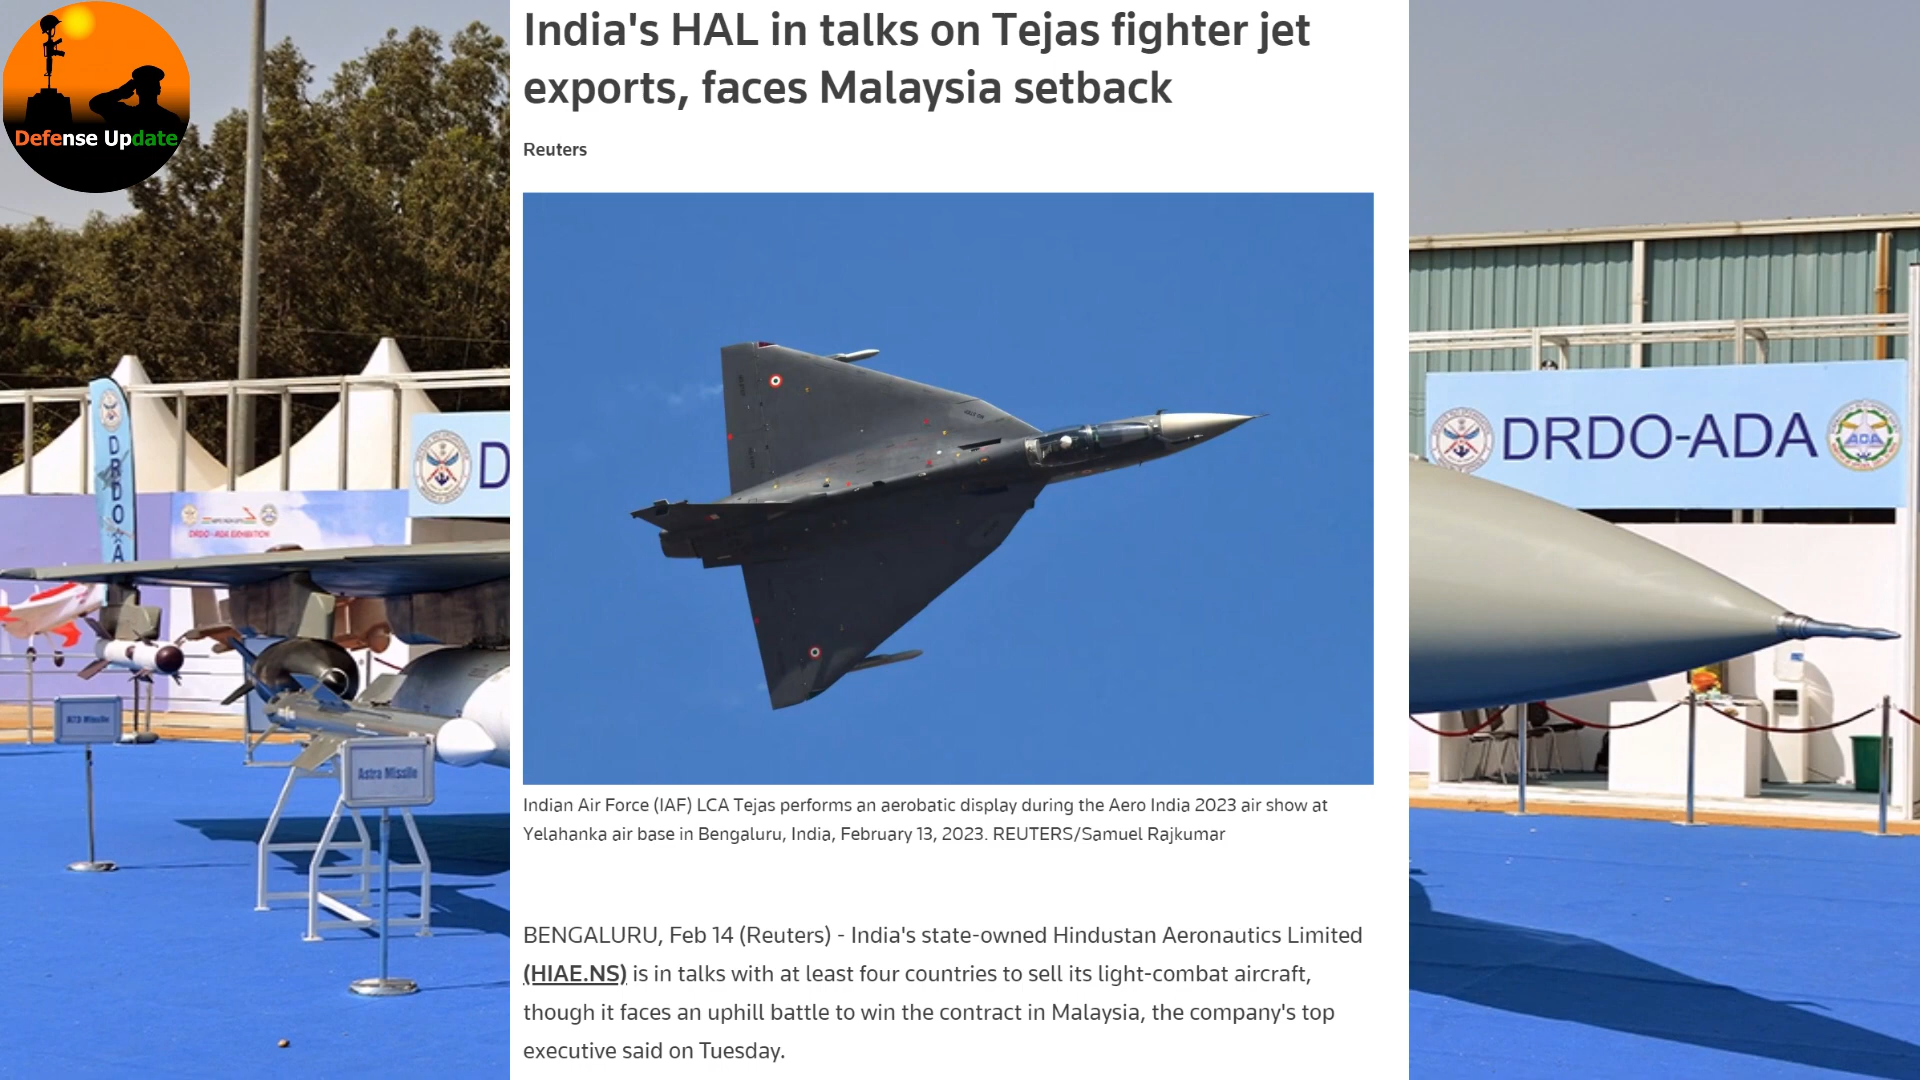 Defense Update
India's HAL in talks on Tejas fighter jet
exports, faces Malaysia setback
Reuters
Indian Air Force (IAF) LCA Tejas performs an aerobatic display during the Aero India 2023 air show at
Yelahanka air base in Bengaluru, India, February 13, 2023. REUTERS/Samuel Rajkumar
BENGALURU, Feb 14 (Reuters) - India's state-owned Hindustan Aeronautics Limited
(HIAE.NS) is in talks with at least four countries to sell its light-combat aircraft,
though it faces an uphill battle to win the contract in Malaysia, the company's top
executive said on Tuesday.
DRDO-A
D
DRDO-ADA EXHIBITION
Astra Missile
DRDO-ADA
ADA